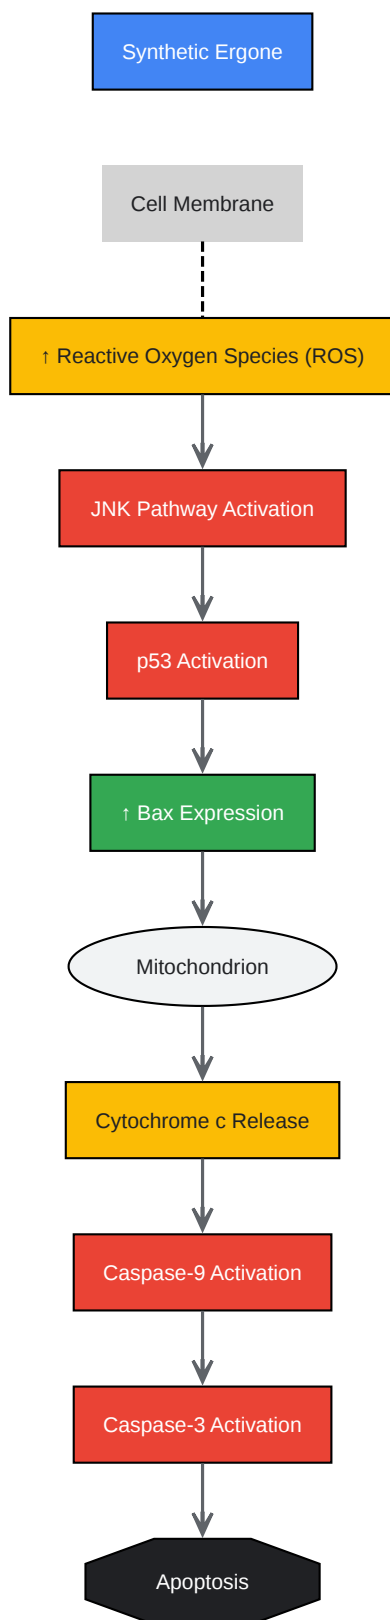 Synthetic Ergone
Cell Membrane
↑ Reactive Oxygen Species (ROS)
JNK Pathway Activation
p53 Activation
↑ Bax Expression
Mitochondrion
Cytochrome c Release
Caspase-9 Activation
Caspase-3 Activation
Apoptosis